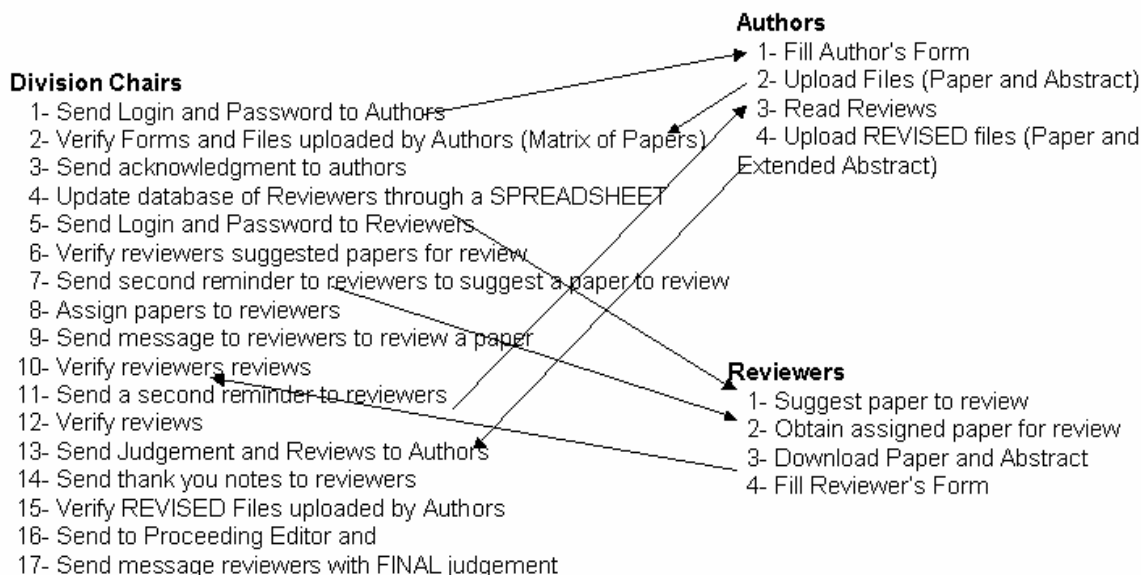 Division Chairs
1- Send Login and Password to Authors
2- Verify Forms and Files uploaded by Authors (Matrix of Papers)
3- Send acknowledgment to authors
4- Update database of Reviewers through a SPREADSHEET
5- Send Login and Password to Reviewers
6- Verify reviewers suggested papers for review
7- Send second reminder to reviewers to suggest a paper to review
8- Assign papers to reviewers
9- Send message to reviewers to review a paper
10- Verify reviewers reviews
11- Send a second reminder to reviewers
12- Verify reviews
13- Send Judgement and Reviews to Authors
14- Send thank you notes to reviewers
15- Verify REVISED Files uploaded by Authors
16- Send to Proceeding Editor and
17- Send message reviewers with FINAL judgement
Authors
1- Fill Author's Form
2- Upload Files (Paper and Abstract)
3- Read Reviews
4- Upload REVISED files (Paper and
Extended Abstract)
Reviewers
1- Suggest paper to review
2- Obtain assigned paper for review
3- Download Paper and Abstract
4- Fill Reviewer's Form